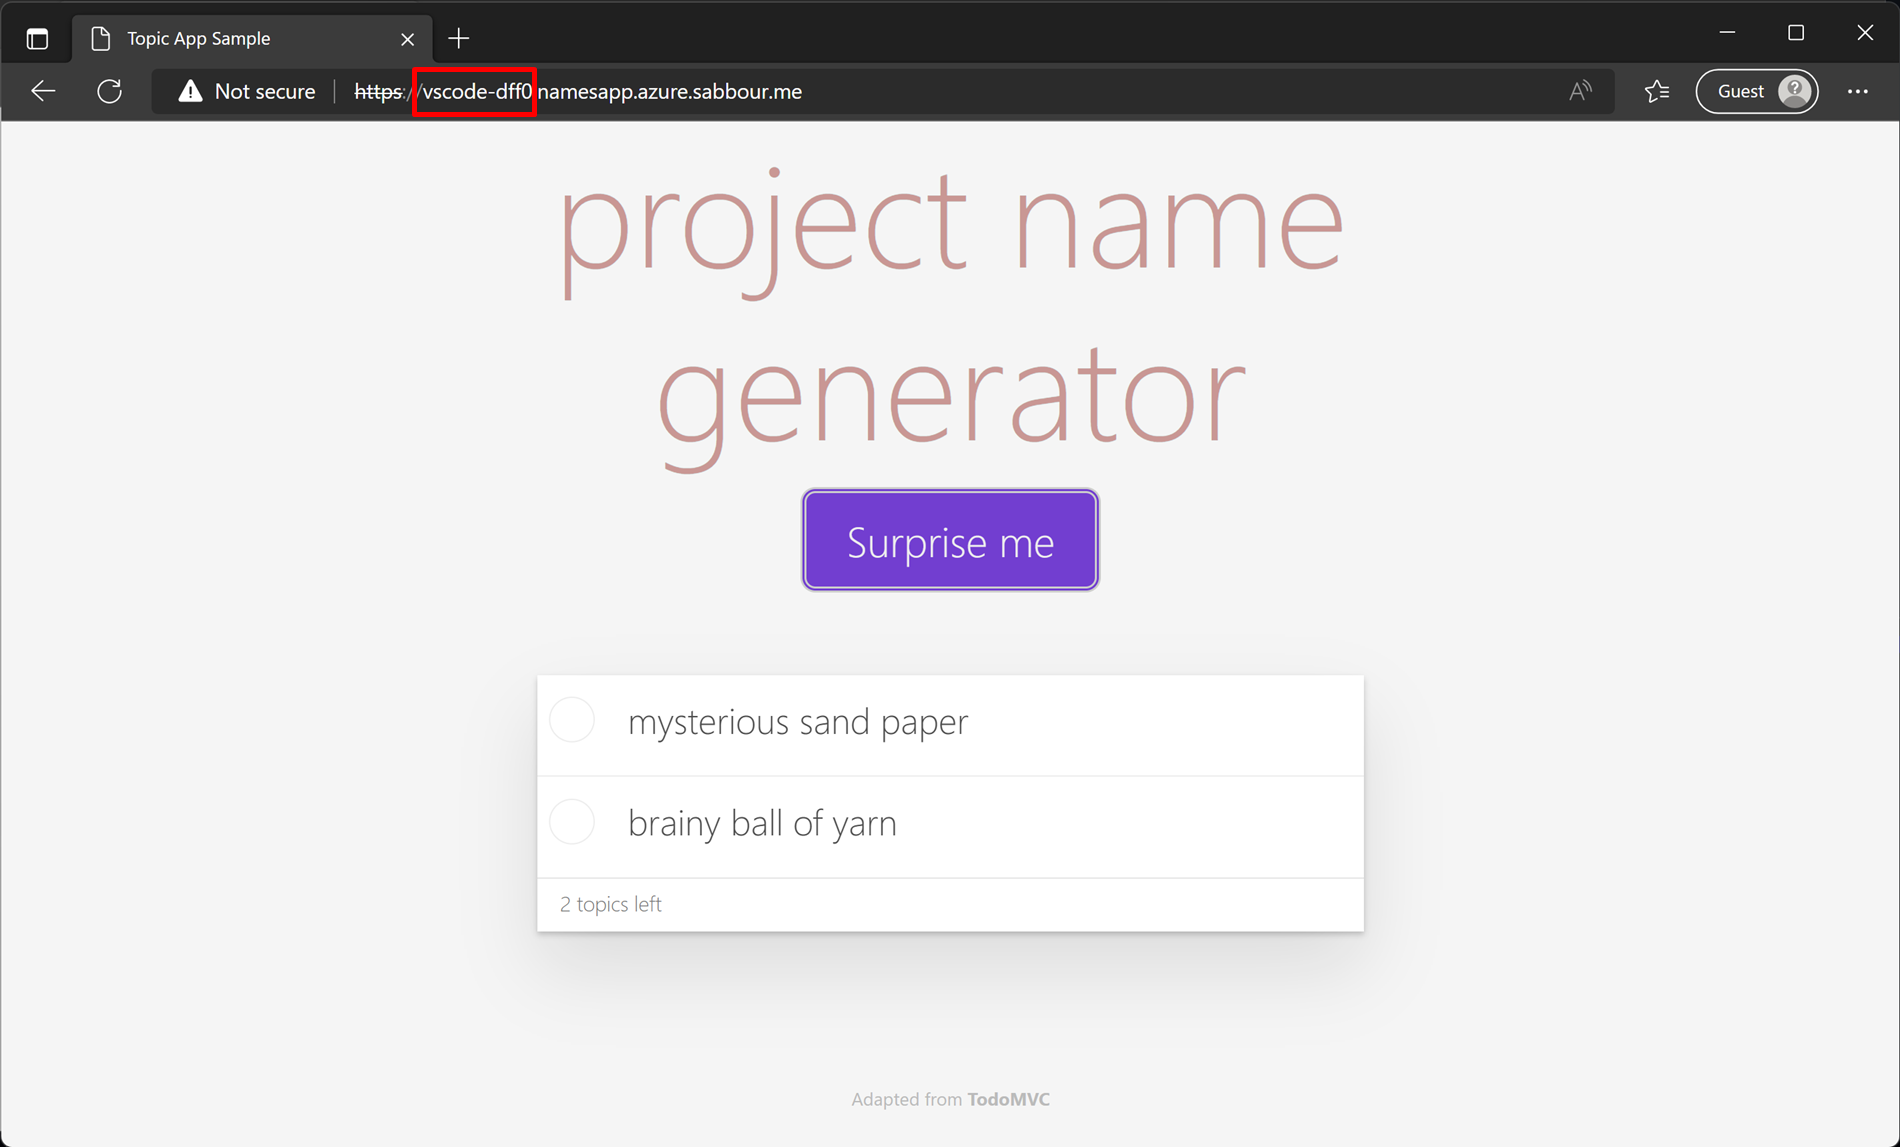 Topic App Sample
Not secure
https://vscode-dff0.namesapp.azure.sabbour.me
Guest
project name
generator
Surprise me
mysterious sand paper
brainy ball of yarn
2 topics left
Adapted from TodoMVC